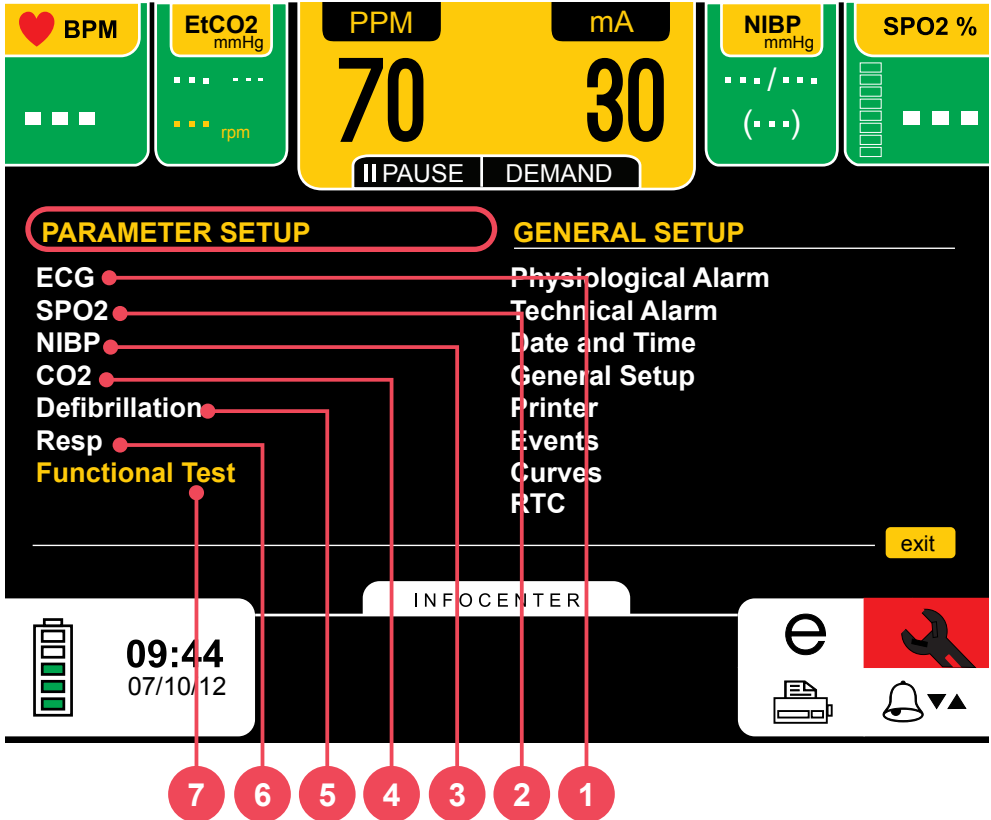 BPM
---
EtCO2
mmHg
--- ---
--- rpm
PPM
70
mA
30
II PAUSE
DEMAND
NIBP
mmHg
---/---
(---)
SPO2 %
---
PARAMETER SETUP
ECG
SPO2
NIBP
CO2
Defibrillation
Resp
Functional Test
GENERAL SETUP
Physiological Alarm
Technical Alarm
Date and Time
General Setup
Printer
Events
Curves
RTC
exit
INFOCENTER
09:44
07/10/12
e
7 6 5 4 3 2 1